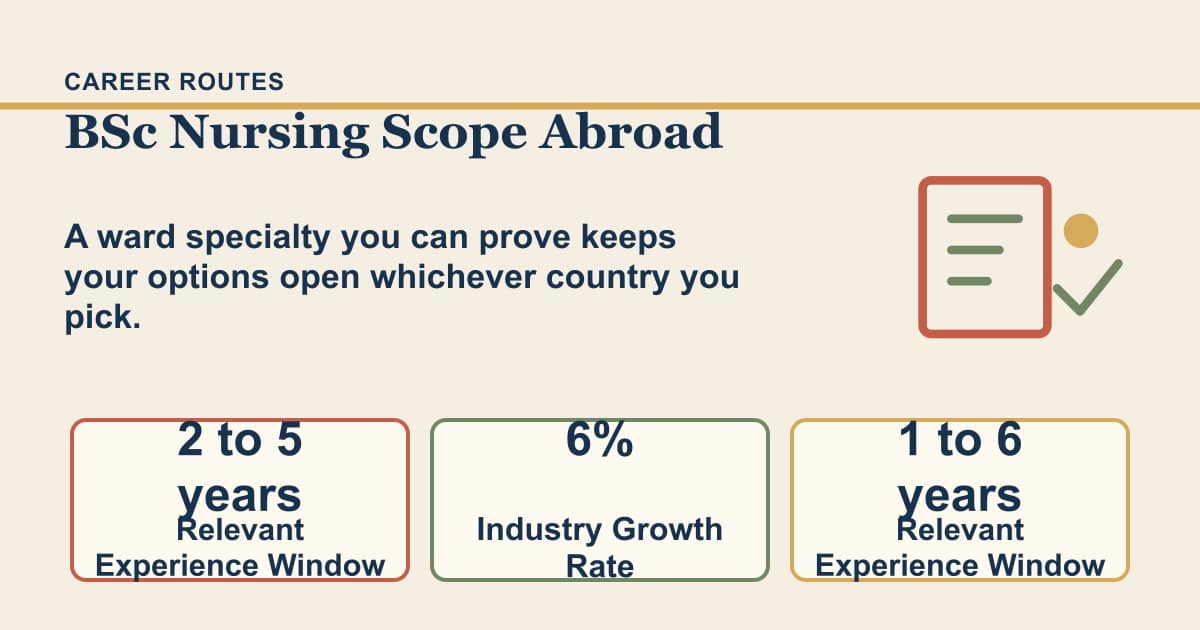 CAREER ROUTES
BSc Nursing Scope Abroad
A ward specialty you can prove keeps
your options open whichever country you
pick.
2 to 5
years
Relevant
Experience Window
6%
Industry Growth
Rate
1 to 6
years
Relevant
Experience Window